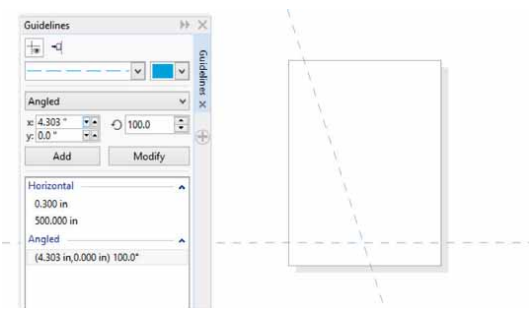 Guidelines
Guidelines
Angled
x: 4.303 "
100.0
y: 0.0 "
Add
Modify
Horizontal
0.300 in
500.000 in
Angled
(4.303 in,0.000 in) 100.0°